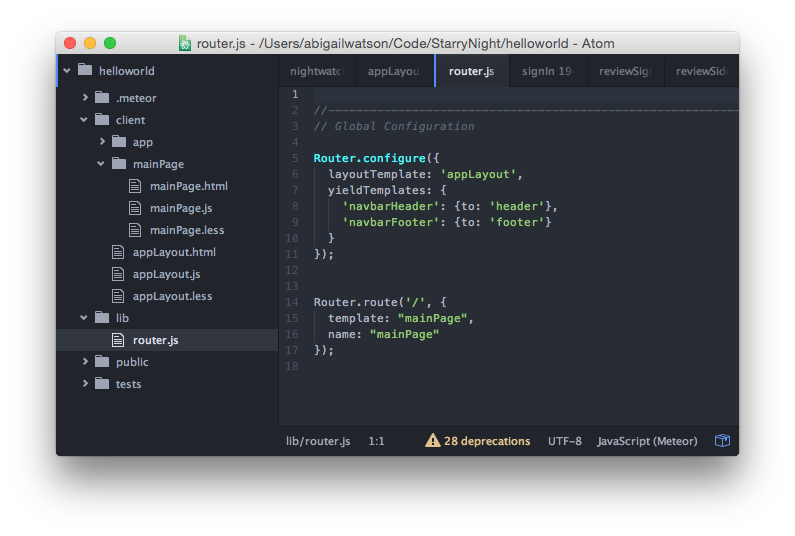 router.js - /Users/abigailwatson/Code/StarryNight/helloworld - Atom
helloworld
.meteor
client
app
mainPage
mainPage.html
mainPage.js
mainPage.less
appLayout.html
appLayout.js
appLayout.less
lib
router.js
public
tests
nightwatc appLayou router.js signIn 19 reviewSig reviewSide
1
2 //--------------------------------------------------------------
3 // Global Configuration
4
5 Router.configure({
6 layoutTemplate: 'appLayout',
7 yieldTemplates: {
8 'navbarHeader': {to: 'header'},
9 'navbarFooter': {to: 'footer'}
10 }
11 });
12
13
14 Router.route('/', {
15 template: "mainPage",
16 name: "mainPage"
17 });
18
lib/router.js 1:1 28 deprecations UTF-8 JavaScript (Meteor)